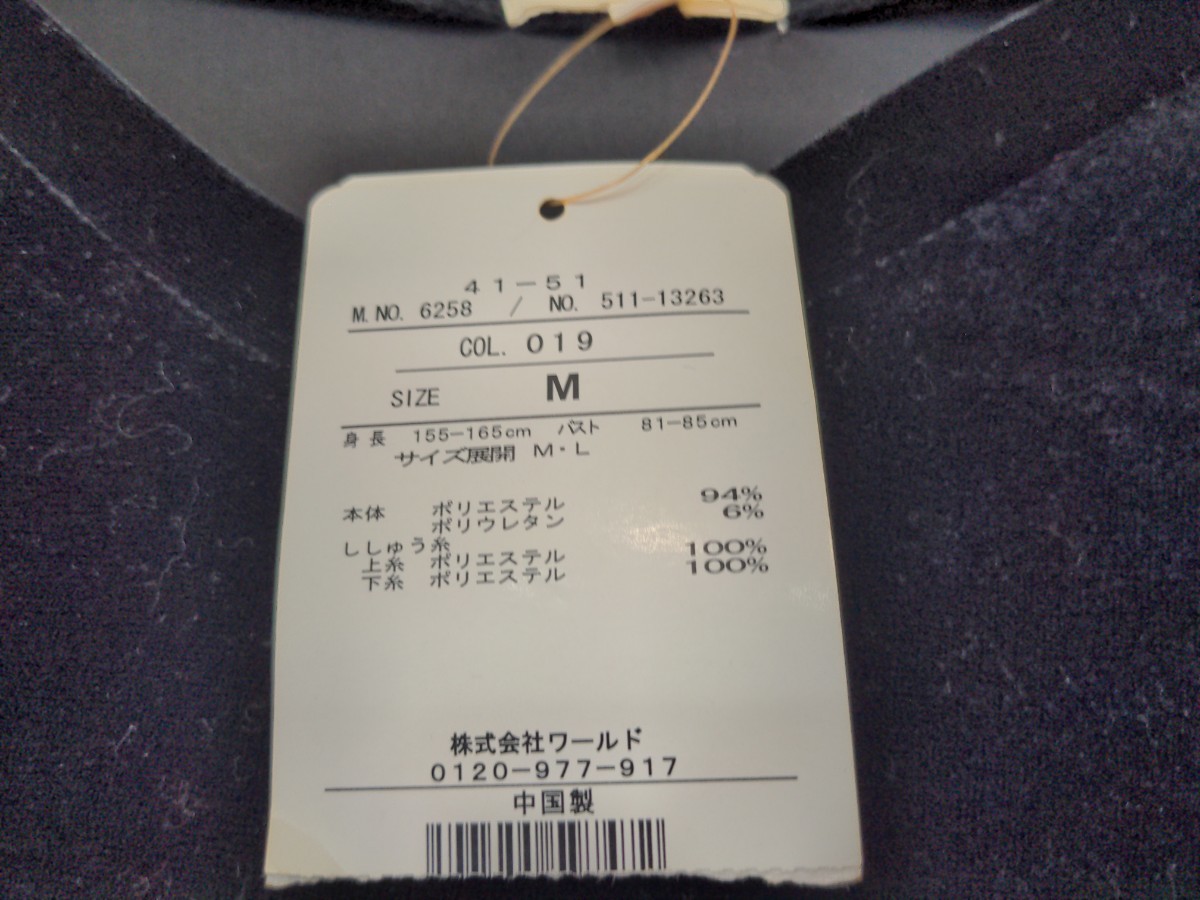 41-51
M.NO. 6258 / NO. 511-13263
COL. 019
SIZE M
身長 155-165cm バスト 81-85cm
サイズ展開 M・L
本体 ポリエステル 94%
ポリウレタン 6%
ししゅう糸
上糸 ポリエステル 100%
下糸 ポリエステル 100%
株式会社ワールド
0120-977-917
中国製